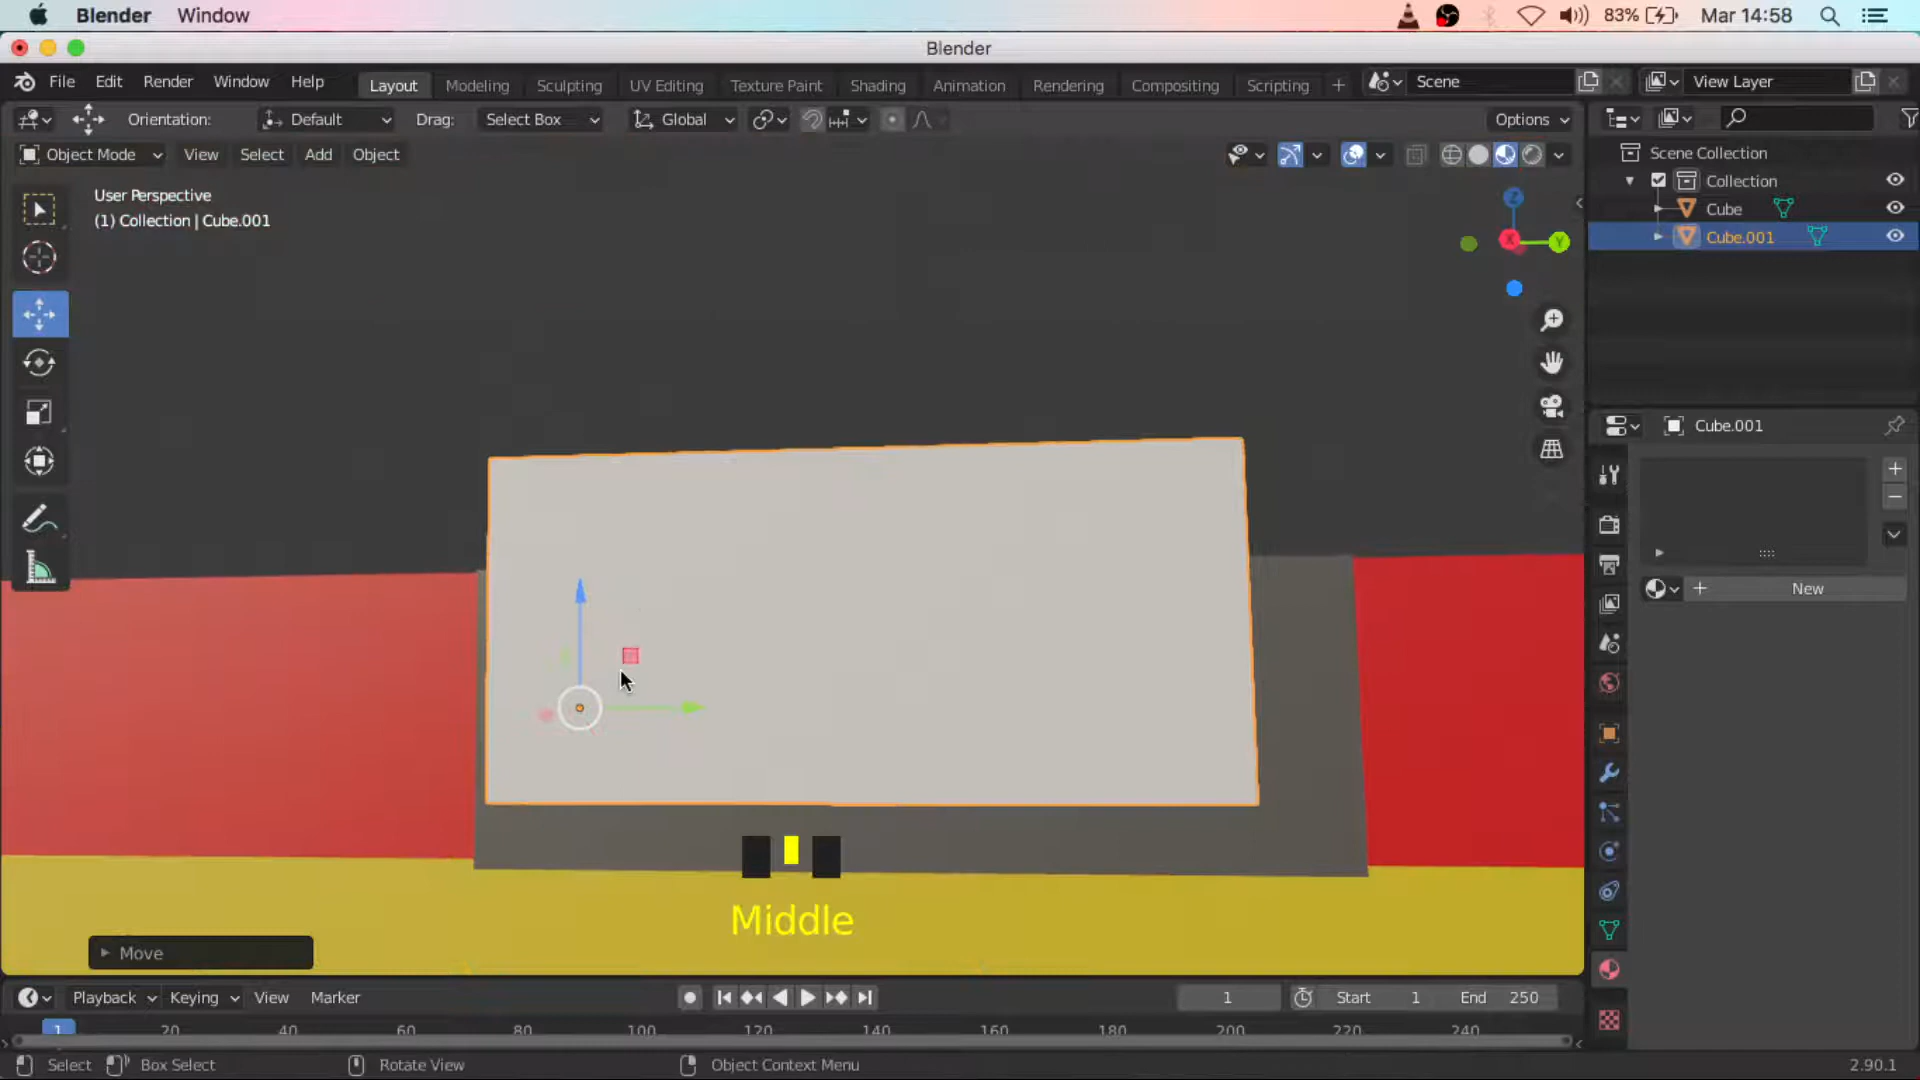 Blender Window 83% Mar 14:58
Blender
File Edit Render Window Help Layout Modeling Sculpting UV Editing Texture Paint Shading Animation Rendering Compositing Scripting + Scene View Layer
Orientation: Default Drag: Select Box Global Options
Object Mode View Select Add Object
Scene Collection
User Perspective
(1) Collection | Cube.001
Collection
Cube
Cube.001
Z
X Y
Cube.001
New
Middle
Move
Playback Keying View Marker 1 Start 1 End 250
1 20 40 60 80 100 120 140 160 180 200 220 240
Select Box Select Rotate View Object Context Menu 2.90.1